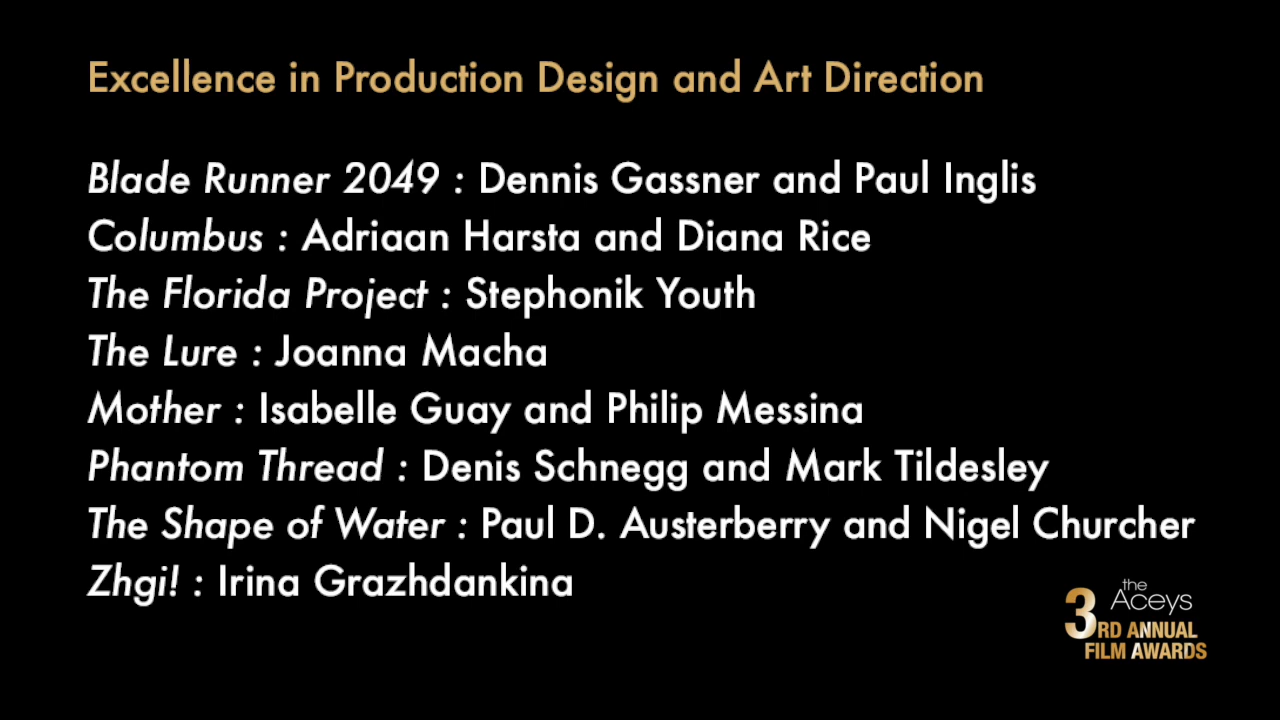 Excellence in Production Design and Art Direction
Blade Runner 2049 : Dennis Gassner and Paul Inglis
Columbus : Adriaan Harsta and Diana Rice
The Florida Project : Stephonik Youth
The Lure : Joanna Macha
Mother : Isabelle Guay and Philip Messina
Phantom Thread : Denis Schnegg and Mark Tildesley
The Shape of Water : Paul D. Austerberry and Nigel Churcher
Zhgi! : Irina Grazhdankina
the
Aceys
3RD ANNUAL
FILM AWARDS